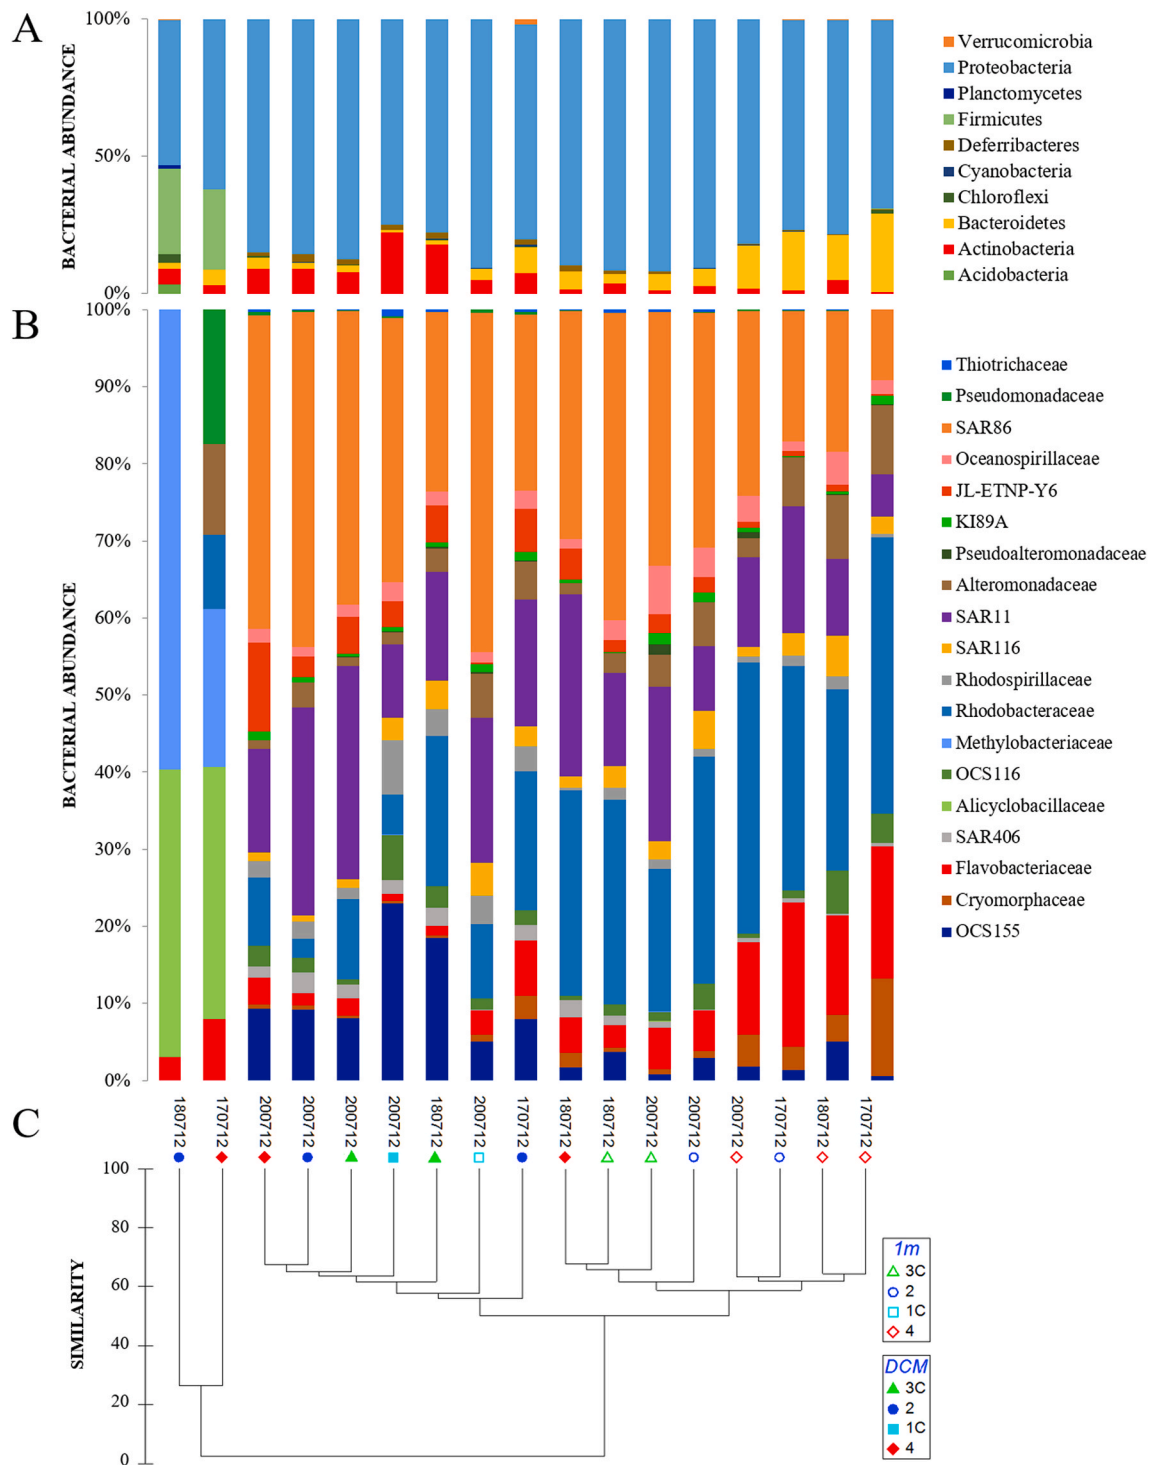 A
BACTERIAL ABUNDANCE
100%
50%
0%
Verrucomicrobia
Proteobacteria
Planctomycetes
Firmicutes
Deferribacteres
Cyanobacteria
Chloroflexi
Bacteroidetes
Actinobacteria
Acidobacteria
B
BACTERIAL ABUNDANCE
100%
90%
80%
70%
60%
50%
40%
30%
20%
10%
0%
Thiotrichaceae
Pseudomonadaceae
SAR86
Oceanospirillaceae
JL-ETNP-Y6
KI89A
Pseudoalteromonadaceae
Alteromonadaceae
SAR11
SAR116
Rhodospirillaceae
Rhodobacteraceae
Methylobacteriaceae
OCS116
Alicyclobacillaceae
SAR406
Flavobacteriaceae
Cryomorphaceae
OCS155
C
180712
170712
200712
200712
200712
200712
180712
200712
170712
180712
180712
200712
200712
200712
170712
180712
170712
SIMILARITY
100
80
60
40
20
0
1m
3C
2
1C
4
DCM
3C
2
1C
4